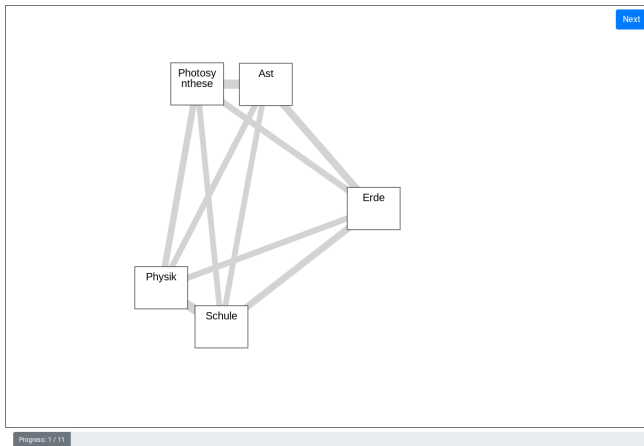 Next
Photosy
nthese
Ast
Erde
Physik
Schule
Progress: 1 / 11